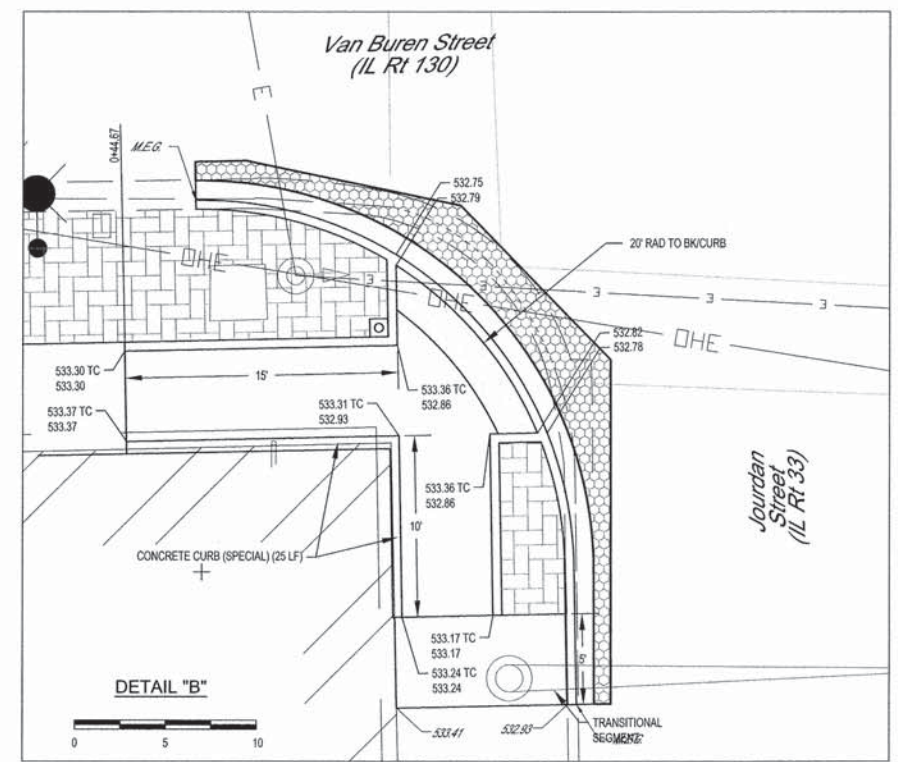 Van Buren Street
(IL Rt 130)
E
0+44.67
M.E.G.
532.75
532.79
20' RAD TO BK/CURB
OHE
E
OHE
E
E
E
E
OHE
532.82
532.78
533.30 TC
533.30
15'
533.36 TC
532.86
533.37 TC
533.37
533.31 TC
532.93
533.36 TC
532.86
10'
Jourdan
Street
(IL Rt 33)
CONCRETE CURB (SPECIAL) (25 LF)
533.17 TC
533.17
5'
533.24 TC
533.24
DETAIL "B"
0 5 10
533.41
532.93
TRANSITIONAL
SEGMENT